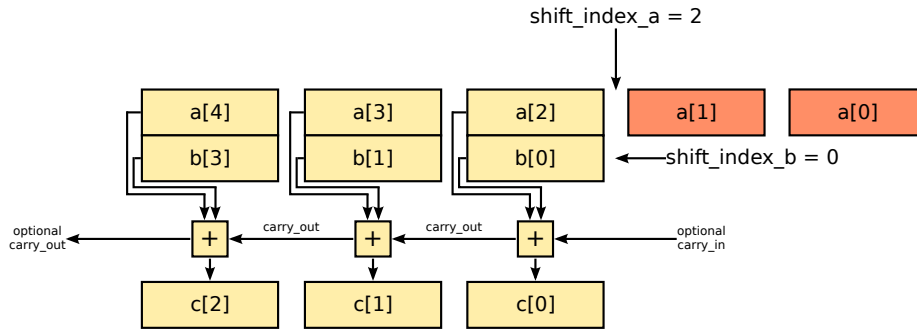 shift_index_a = 2
a[4] a[3] a[2] a[1] a[0]
b[3] b[1] b[0] shift_index_b = 0
optional carry_out carry_out optional
carry_out + + + carry_in
c[2] c[1] c[0]